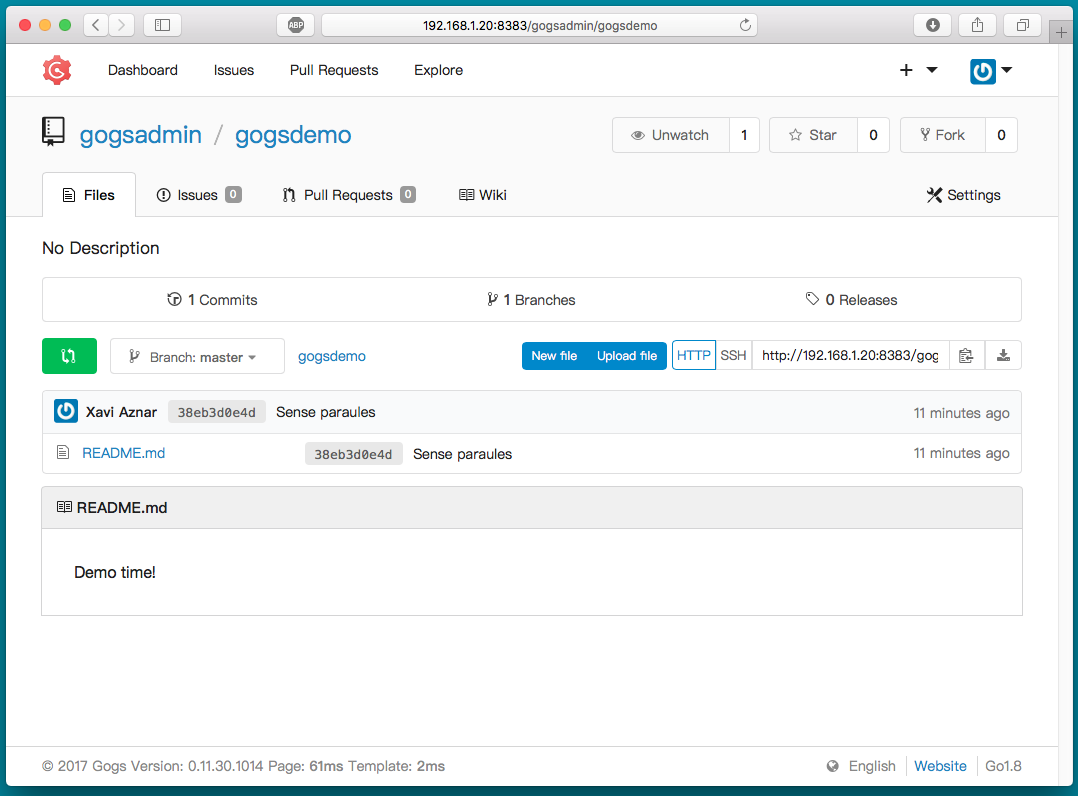 ABP 192.168.1.20:8383/gogsadmin/gogsdemo
Dashboard Issues Pull Requests Explore
gogsadmin / gogsdemo Unwatch 1 Star 0 Fork 0
Files Issues 0 Pull Requests 0 Wiki Settings
No Description
1 Commits 1 Branches 0 Releases
Branch: master gogsdemo New file Upload file HTTP SSH http://192.168.1.20:8383/gog
Xavi Aznar 38eb3d0e4d Sense paraules 11 minutes ago
README.md 38eb3d0e4d Sense paraules 11 minutes ago
README.md
Demo time!
© 2017 Gogs Version: 0.11.30.1014 Page: 61ms Template: 2ms English Website Go1.8